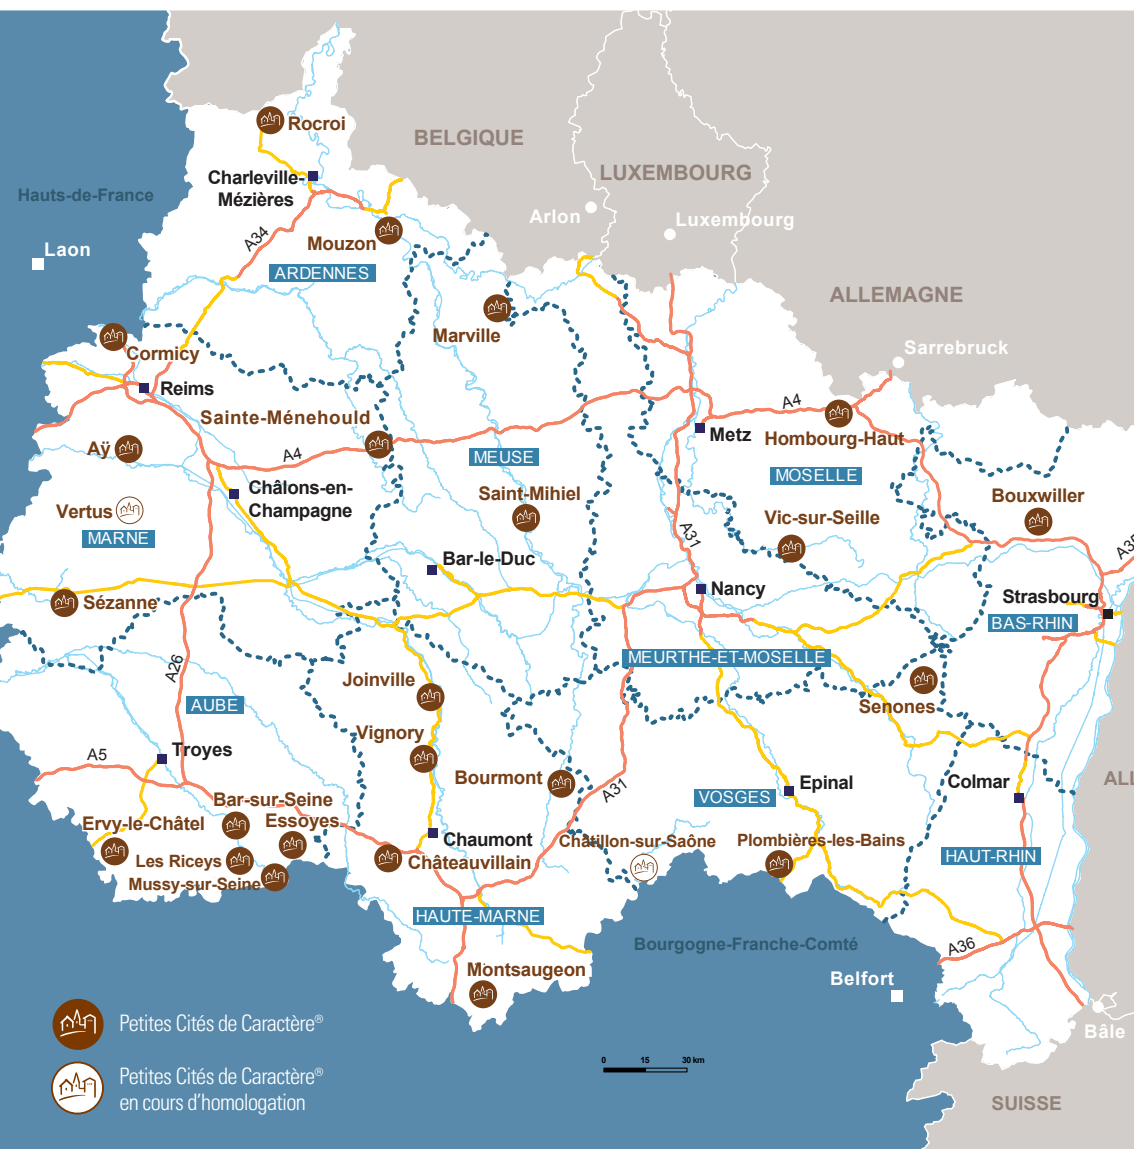 Rocroi
BELGIQUE
LUXEMBOURG
Charleville-
Mézières
Hauts-de-France
Arlon
Luxembourg
Laon
A34
Mouzon
ARDENNES
ALLEMAGNE
Marville
Sarrebruck
Cormicy
Reims
Sainte-Ménehould
A4
Metz
Hombourg-Haut
Aÿ
A4
MEUSE
MOSELLE
Châlons-en-
Champagne
Saint-Mihiel
Bouxwiller
Vertus
Vic-sur-Seille
MARNE
A31
A35
Bar-le-Duc
Nancy
Sézanne
Strasbourg
BAS-RHIN
A26
MEURTHE-ET-MOSELLE
Joinville
AUBE
Senones
Vignory
Troyes
A5
Bourmont
A31
Epinal
Colmar
ALL
VOSGES
Bar-sur-Seine
Ervy-le-Châtel
Essoyes
Chaumont
Châtillon-sur-Saône
Plombières-les-Bains
Les Riceys
Châteauvillain
HAUT-RHIN
Mussy-sur-Seine
HAUTE-MARNE
Bourgogne-Franche-Comté
A36
Montsaugeon
Belfort
Petites Cités de Caractère®
Bâle
0 15 30 km
Petites Cités de Caractère®
en cours d'homologation
SUISSE